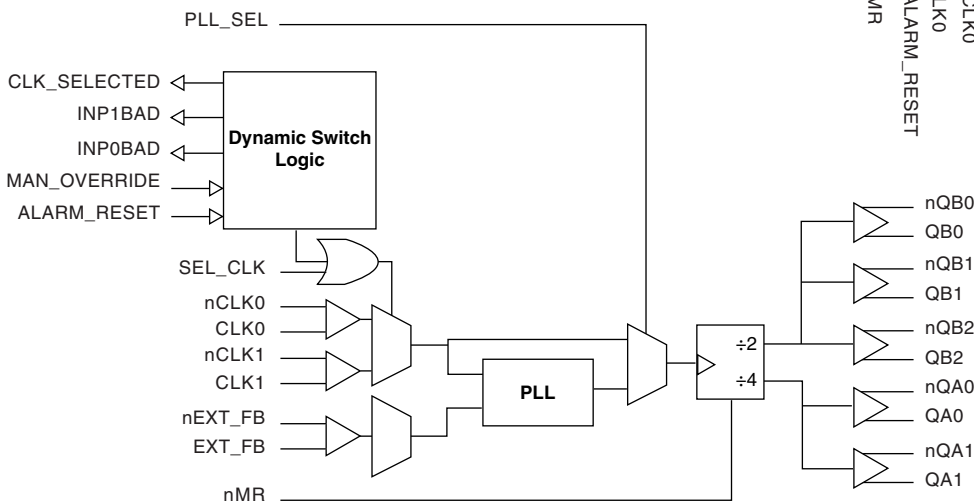 PLL_SEL
CLK_SELECTED
INP1BAD
INP0BAD
MAN_OVERRIDE
ALARM_RESET
Dynamic Switch
Logic
SEL_CLK
nCLK0
CLK0
nCLK1
CLK1
nEXT_FB
EXT_FB
nMR
PLL
÷2
÷4
nQB0
QB0
nQB1
QB1
nQB2
QB2
nQA0
QA0
nQA1
QA1
ALARM_RESET